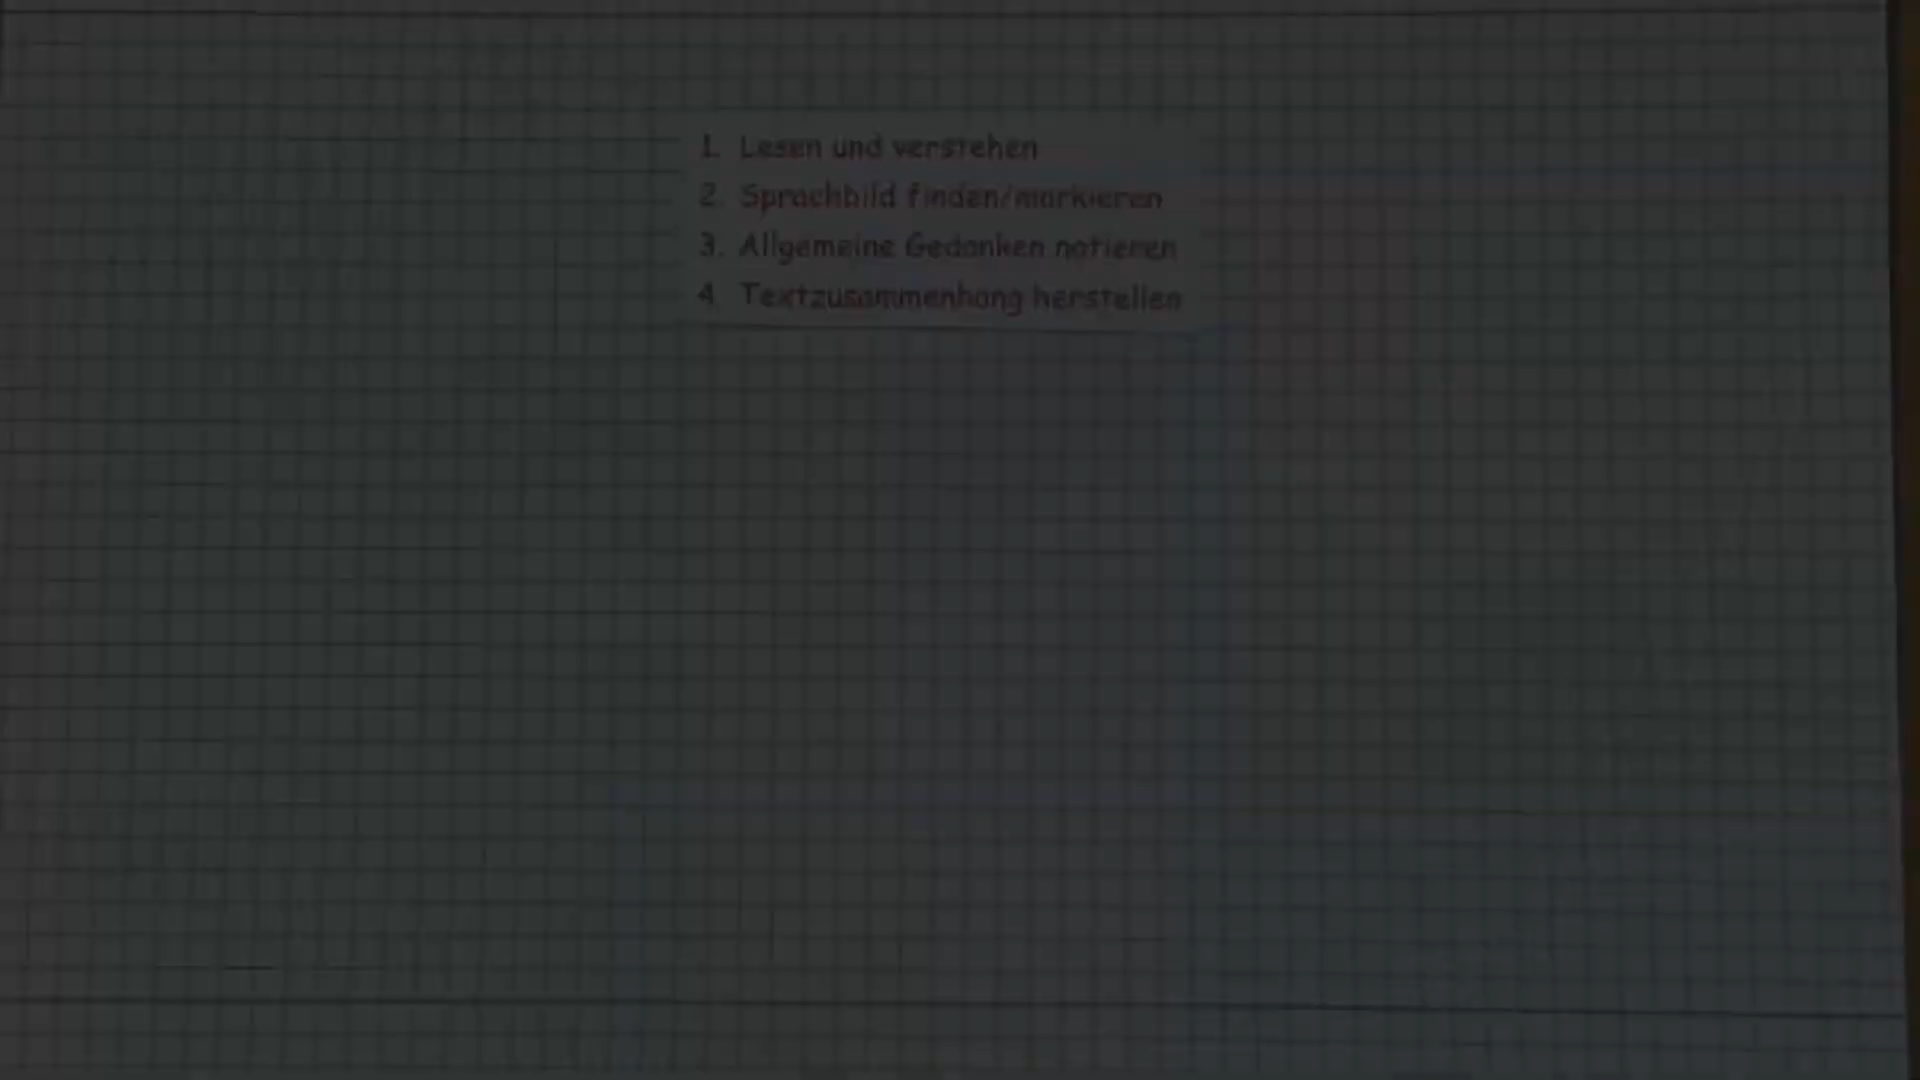 1. Lesen und verstehen
2. Sprachbild finden/markieren
3. Allgemeine Gedanken notieren
4. Textzusammenhang herstellen